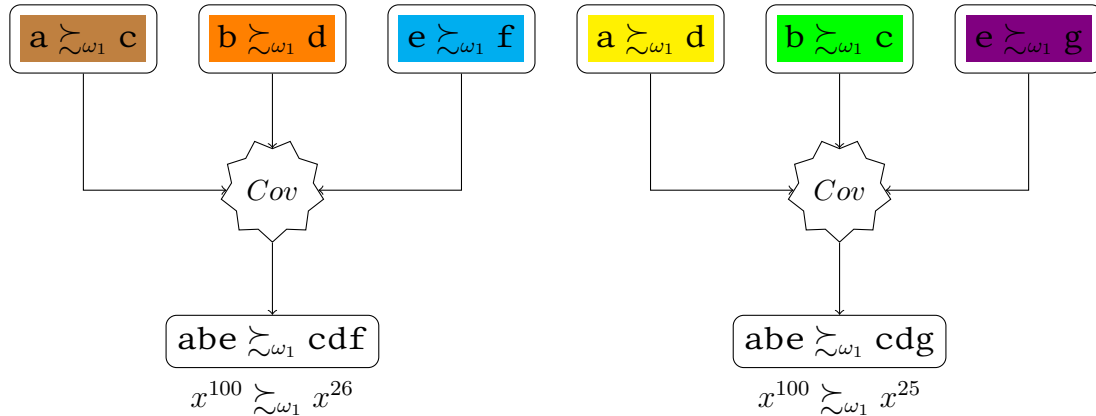 a ≿ω₁ c b ≿ω₁ d e ≿ω₁ f a ≿ω₁ d b ≿ω₁ c e ≿ω₁ g
Cov Cov
abe ≿ω₁ cdf abe ≿ω₁ cdg
x¹⁰⁰ ≿ω₁ x²⁶ x¹⁰⁰ ≿ω₁ x²⁵